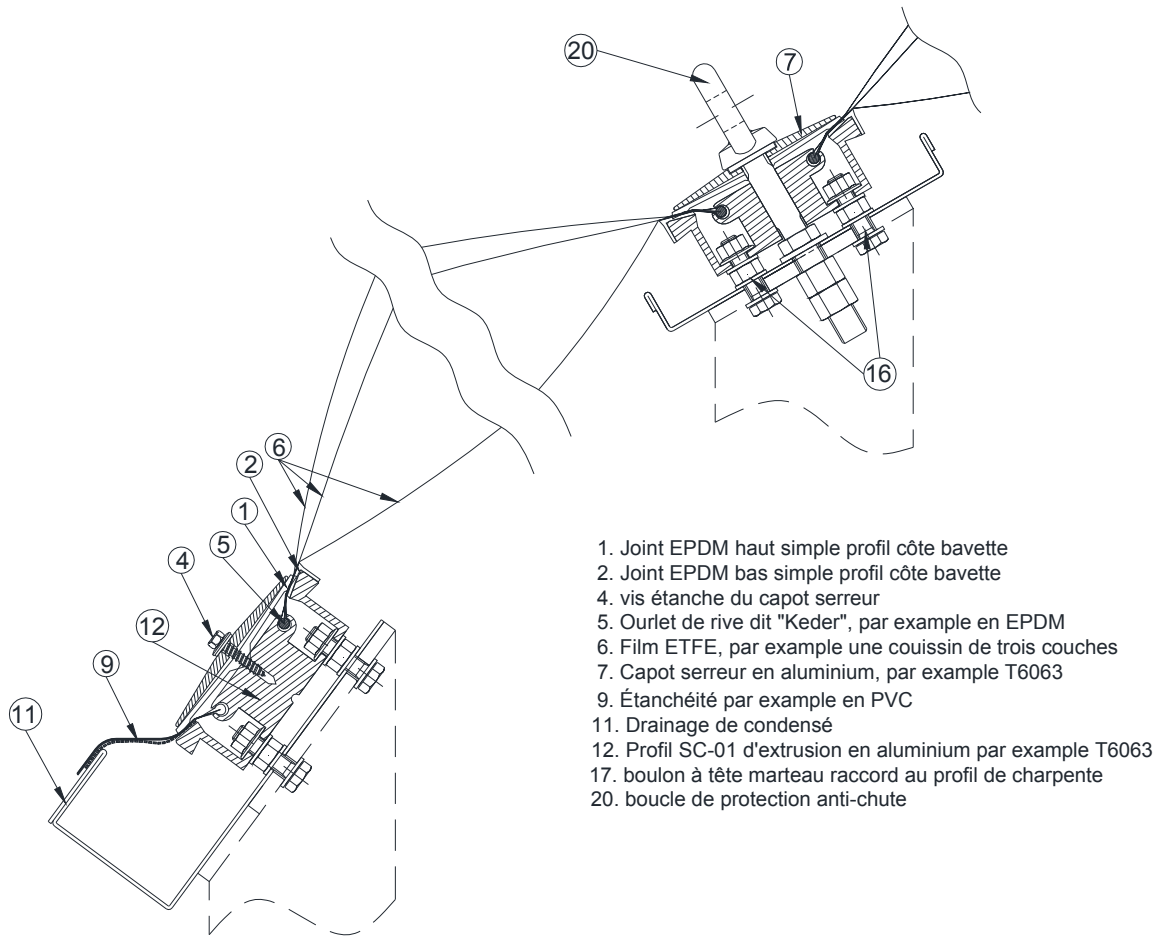 20
7
16
6
2
1
5
4
12
9
11
1. Joint EPDM haut simple profil côte bavette
2. Joint EPDM bas simple profil côte bavette
4. vis étanche du capot serreur
5. Ourlet de rive dit "Keder", par example en EPDM
6. Film ETFE, par example une couissin de trois couches
7. Capot serreur en aluminium, par example T6063
9. Étanchéité par example en PVC
11. Drainage de condensé
12. Profil SC-01 d'extrusion en aluminium par example T6063
17. boulon à tête marteau raccord au profil de charpente
20. boucle de protection anti-chute